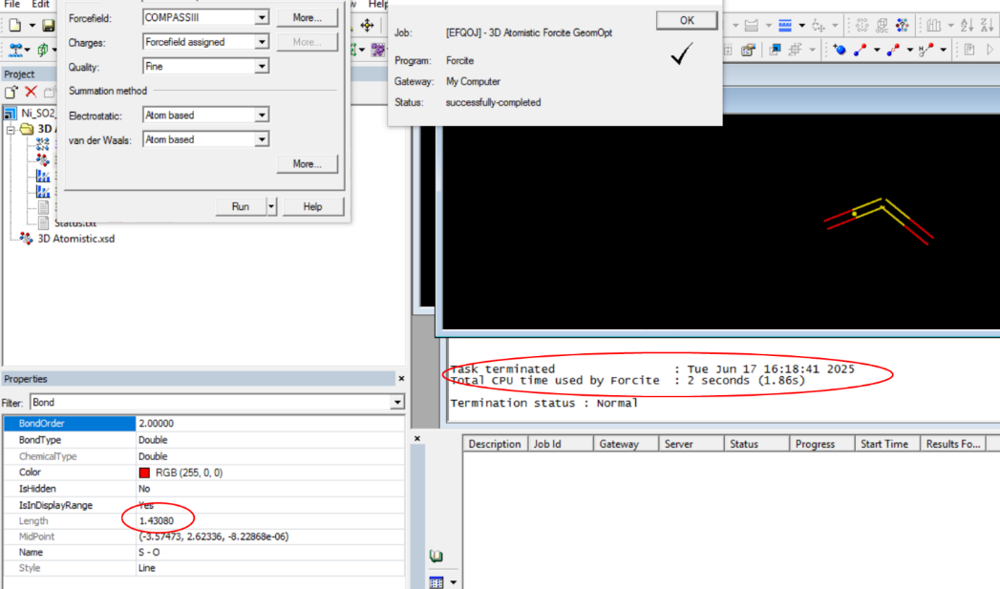 File Edit
w Help
Forcefield: COMPASSIII More...
Charges: Forcefield assigned More...
Quality: Fine
Summation method
Electrostatic: Atom based
van der Waals: Atom based
More...
Run Help
OK
Job: [EFQOJ] - 3D Atomistic Forcite GeomOpt
Program: Forcite
Gateway: My Computer
Status: successfully-completed
Project
Ni_SO2_
3D
Status.txt
3D Atomistic.xsd
Task terminated : Tue Jun 17 16:18:41 2025
Total CPU time used by Forcite : 2 seconds (1.86s)
Termination status : Normal
Properties
Filter: Bond
BondOrder 2.00000
BondType Double
ChemicalType Double
Color RGB (255, 0, 0)
IsHidden No
IsInDisplayRange Yes
Length 1.43080
MidPoint (-3.57473, 2.62336, -8.22868e-06)
Name S - O
Style Line
Description Job Id Gateway Server Status Progress Start Time Results Fo...